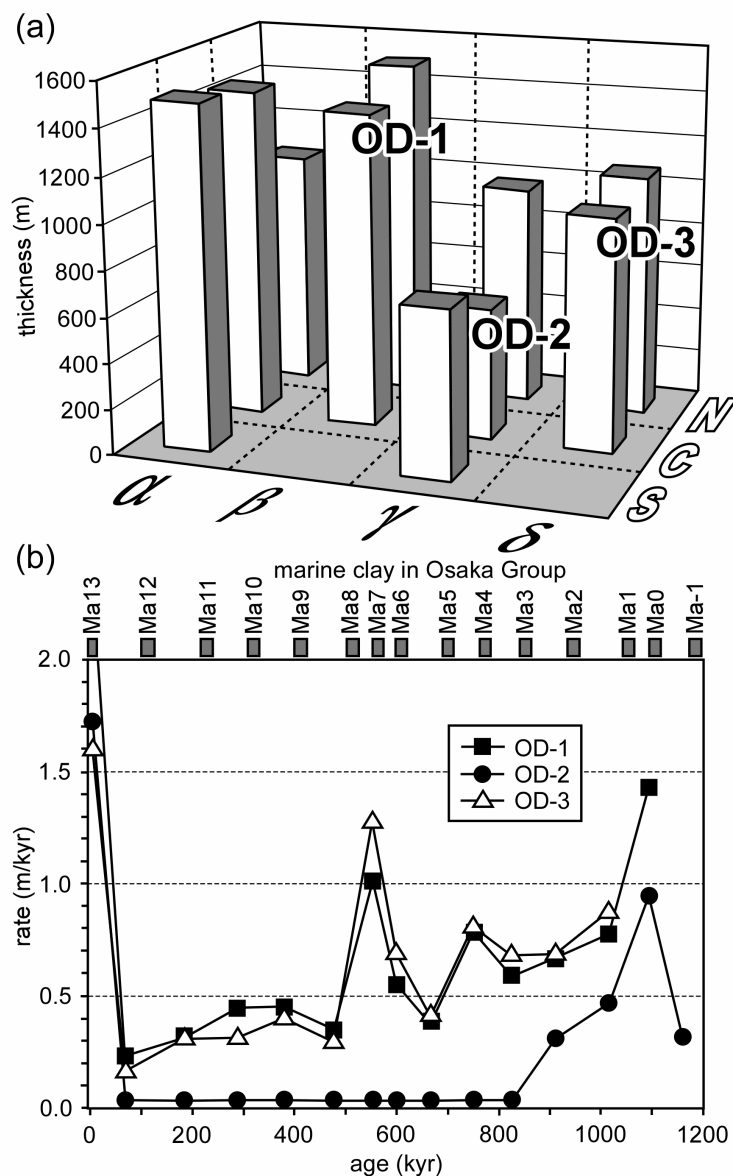 (a)
1600
1400
1200
1000
800
600
400
200
0
thickness (m)
OD-1
OD-2
OD-3
α β γ δ
N
C
S
(b)
marine clay in Osaka Group
Ma13 Ma12 Ma11 Ma10 Ma9 Ma8 Ma7 Ma6 Ma5 Ma4 Ma3 Ma2 Ma1 Ma0 Ma-1
2.0
1.5
1.0
0.5
0.0
rate (m/kyr)
OD-1
OD-2
OD-3
0 200 400 600 800 1000 1200
age (kyr)